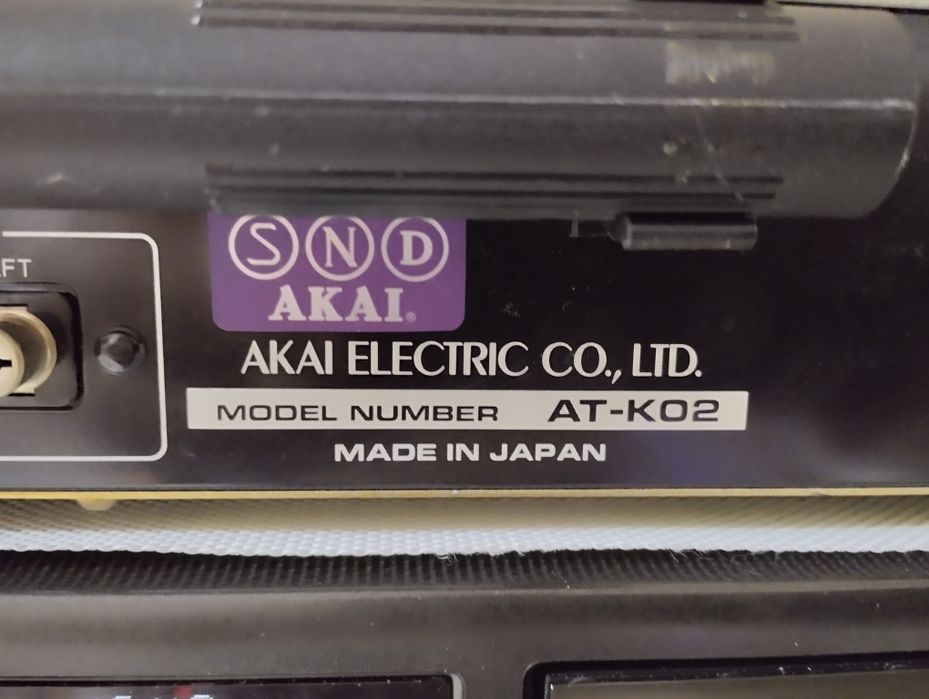 SND
AKAI®
FT
AKAI ELECTRIC CO., LTD.
MODEL NUMBER AT-K02
MADE IN JAPAN